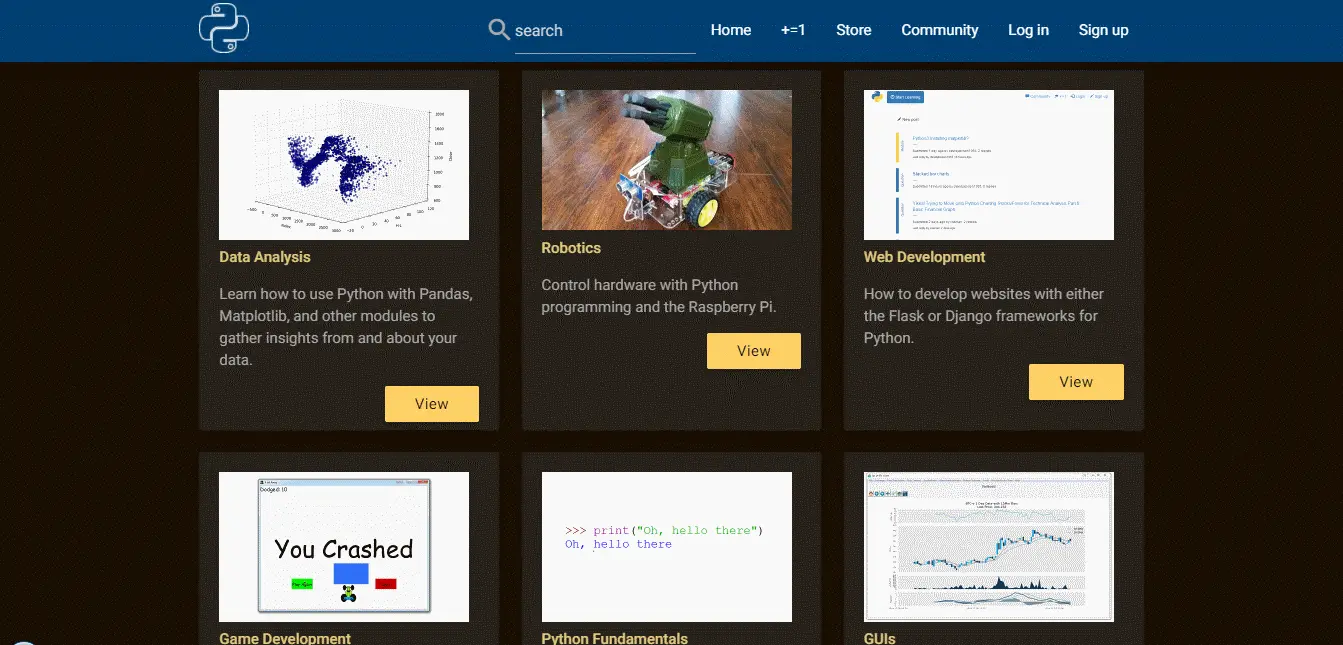 search
Home
+=1
Store
Community
Log in
Sign up
Data Analysis
Learn how to use Python with Pandas,
Matplotlib, and other modules to
gather insights from and about your
data.
View
Robotics
Control hardware with Python
programming and the Raspberry Pi.
View
Web Development
How to develop websites with either
the Flask or Django frameworks for
Python.
View
Dodged: 10
You Crashed
Game Development
>>> print("Oh, hello there")
Oh, hello there
Python Fundamentals
GUIs